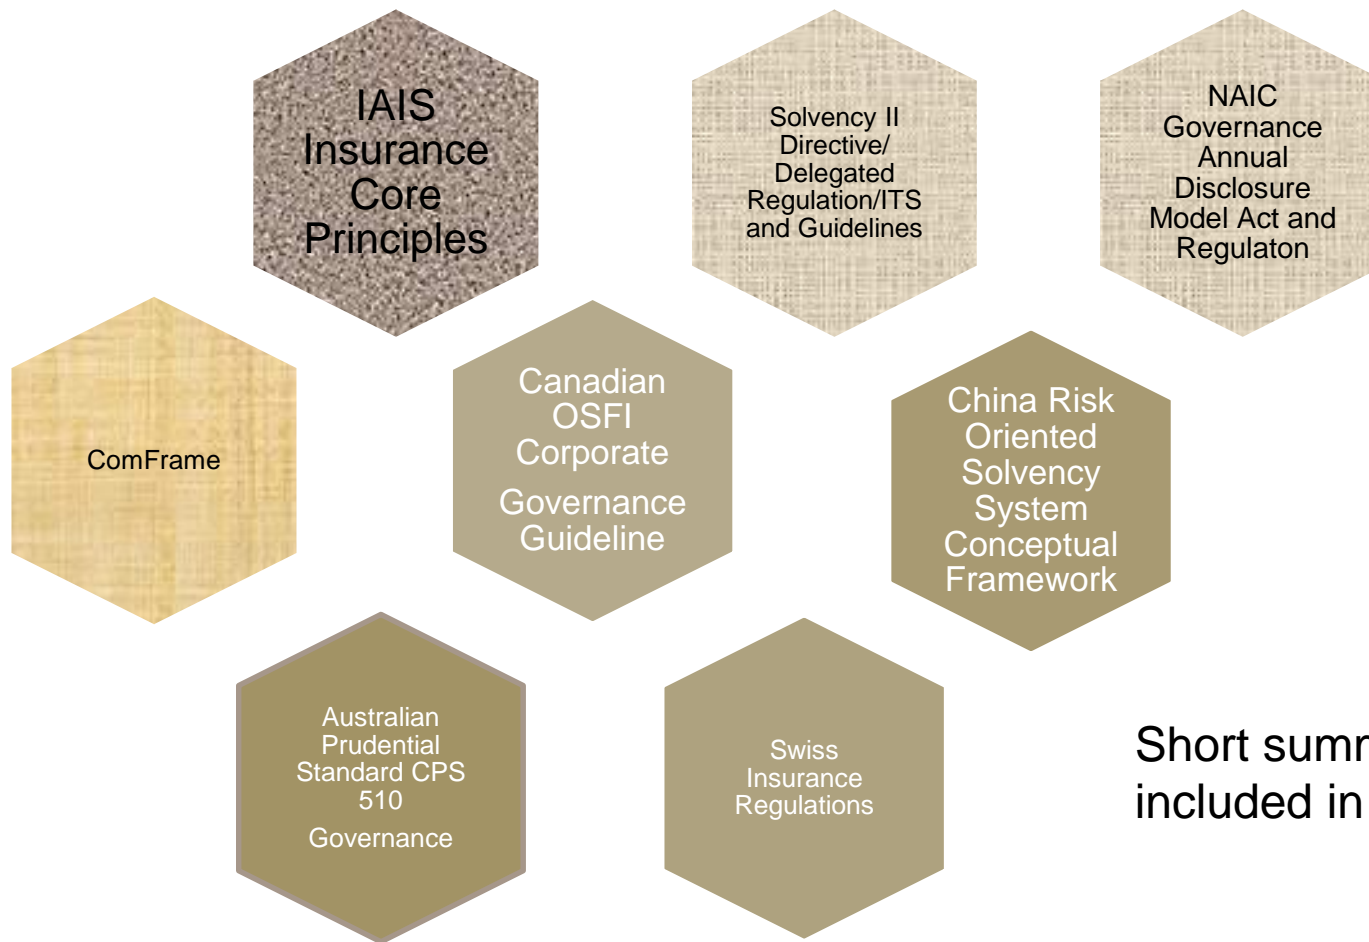 IAIS
Insurance
Core
Principles
Solvency II
Directive/
Delegated
Regulation/ITS
and Guidelines
NAIC
Governance
Annual
Disclosure
Model Act and
Regulaton
ComFrame
Canadian
OSFI
Corporate
Governance
Guideline
China Risk
Oriented
Solvency
System
Conceptual
Framework
Australian
Prudential
Standard CPS
510
Governance
Swiss
Insurance
Regulations
Short
included in